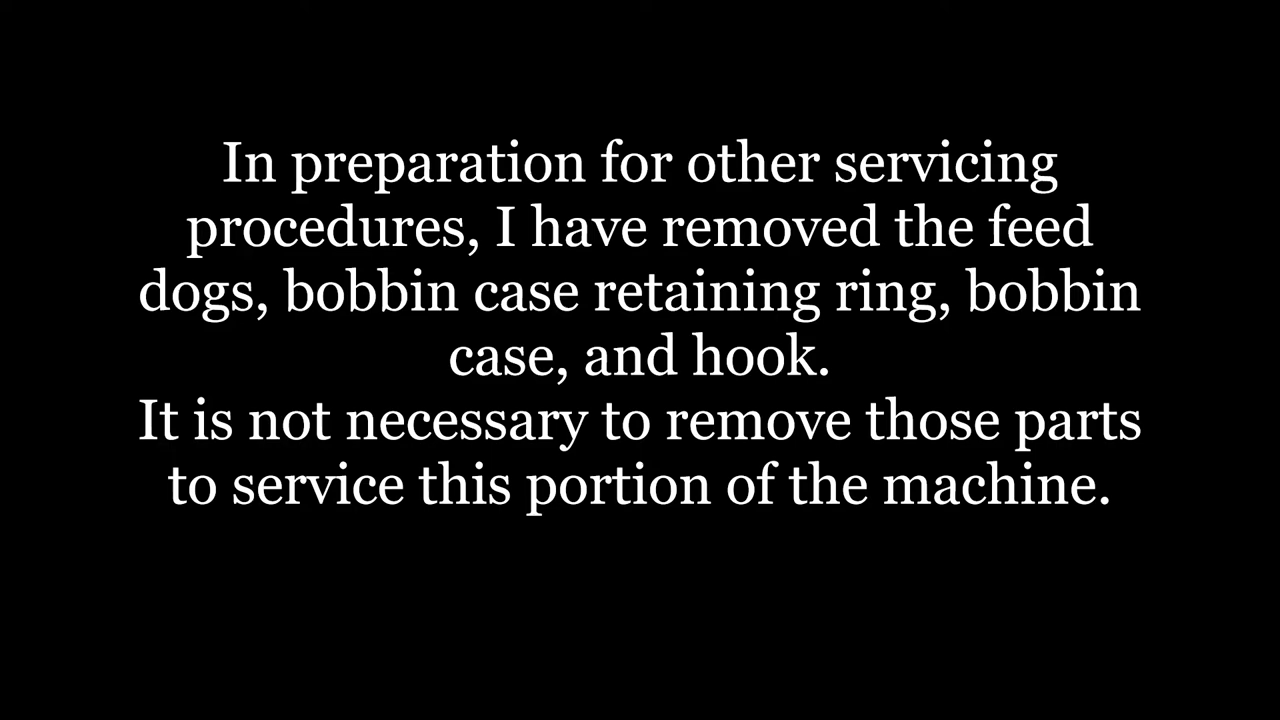 In preparation for other servicing
procedures, I have removed the feed
dogs, bobbin case retaining ring, bobbin
case, and hook.
It is not necessary to remove those parts
to service this portion of the machine.